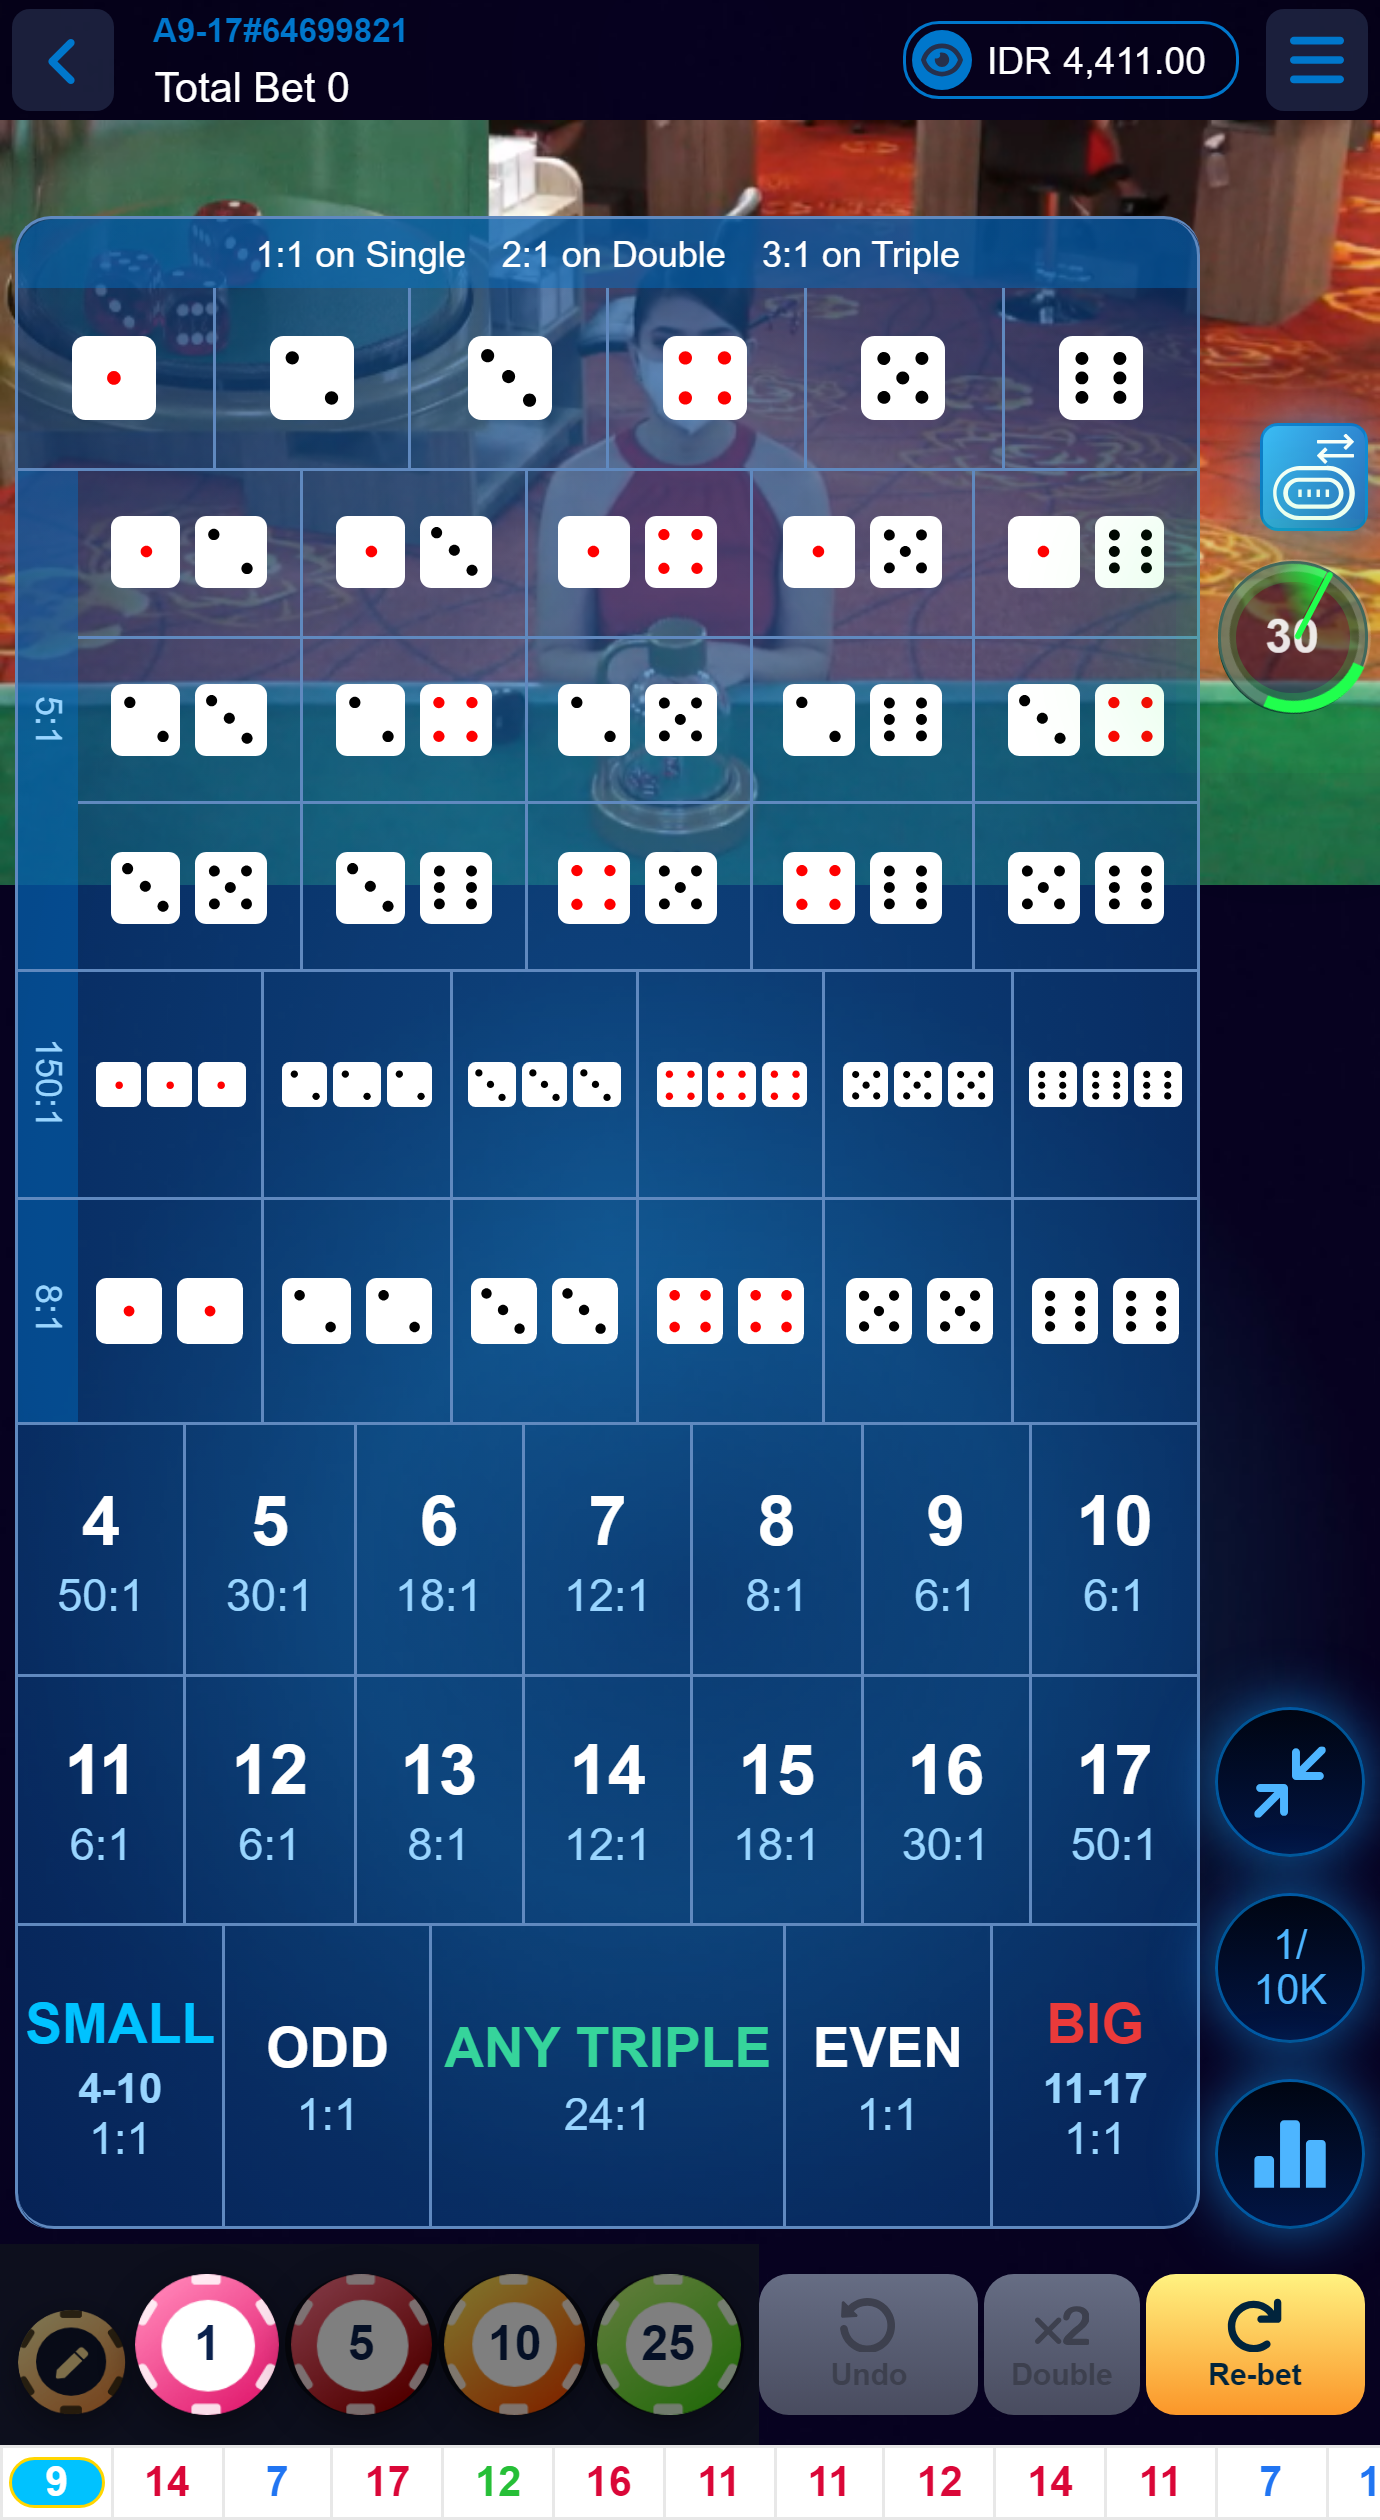 A9-17#64699821
Total Bet 0
IDR 4,411.00
1:1 on Single 2:1 on Double 3:1 on Triple
30
5:1
150:1
8:1
4 5 6 7 8 9 10
50:1 30:1 18:1 12:1 8:1 6:1 6:1
11 12 13 14 15 16 17
6:1 6:1 8:1 12:1 18:1 30:1 50:1
1/
10K
SMALL
4-10
1:1
ODD
1:1
ANY TRIPLE
24:1
EVEN
1:1
BIG
11-17
1:1
1 5 10 25
Undo
x2
Double
Re-bet
9 14 7 17 12 16 11 11 12 14 11 7 1